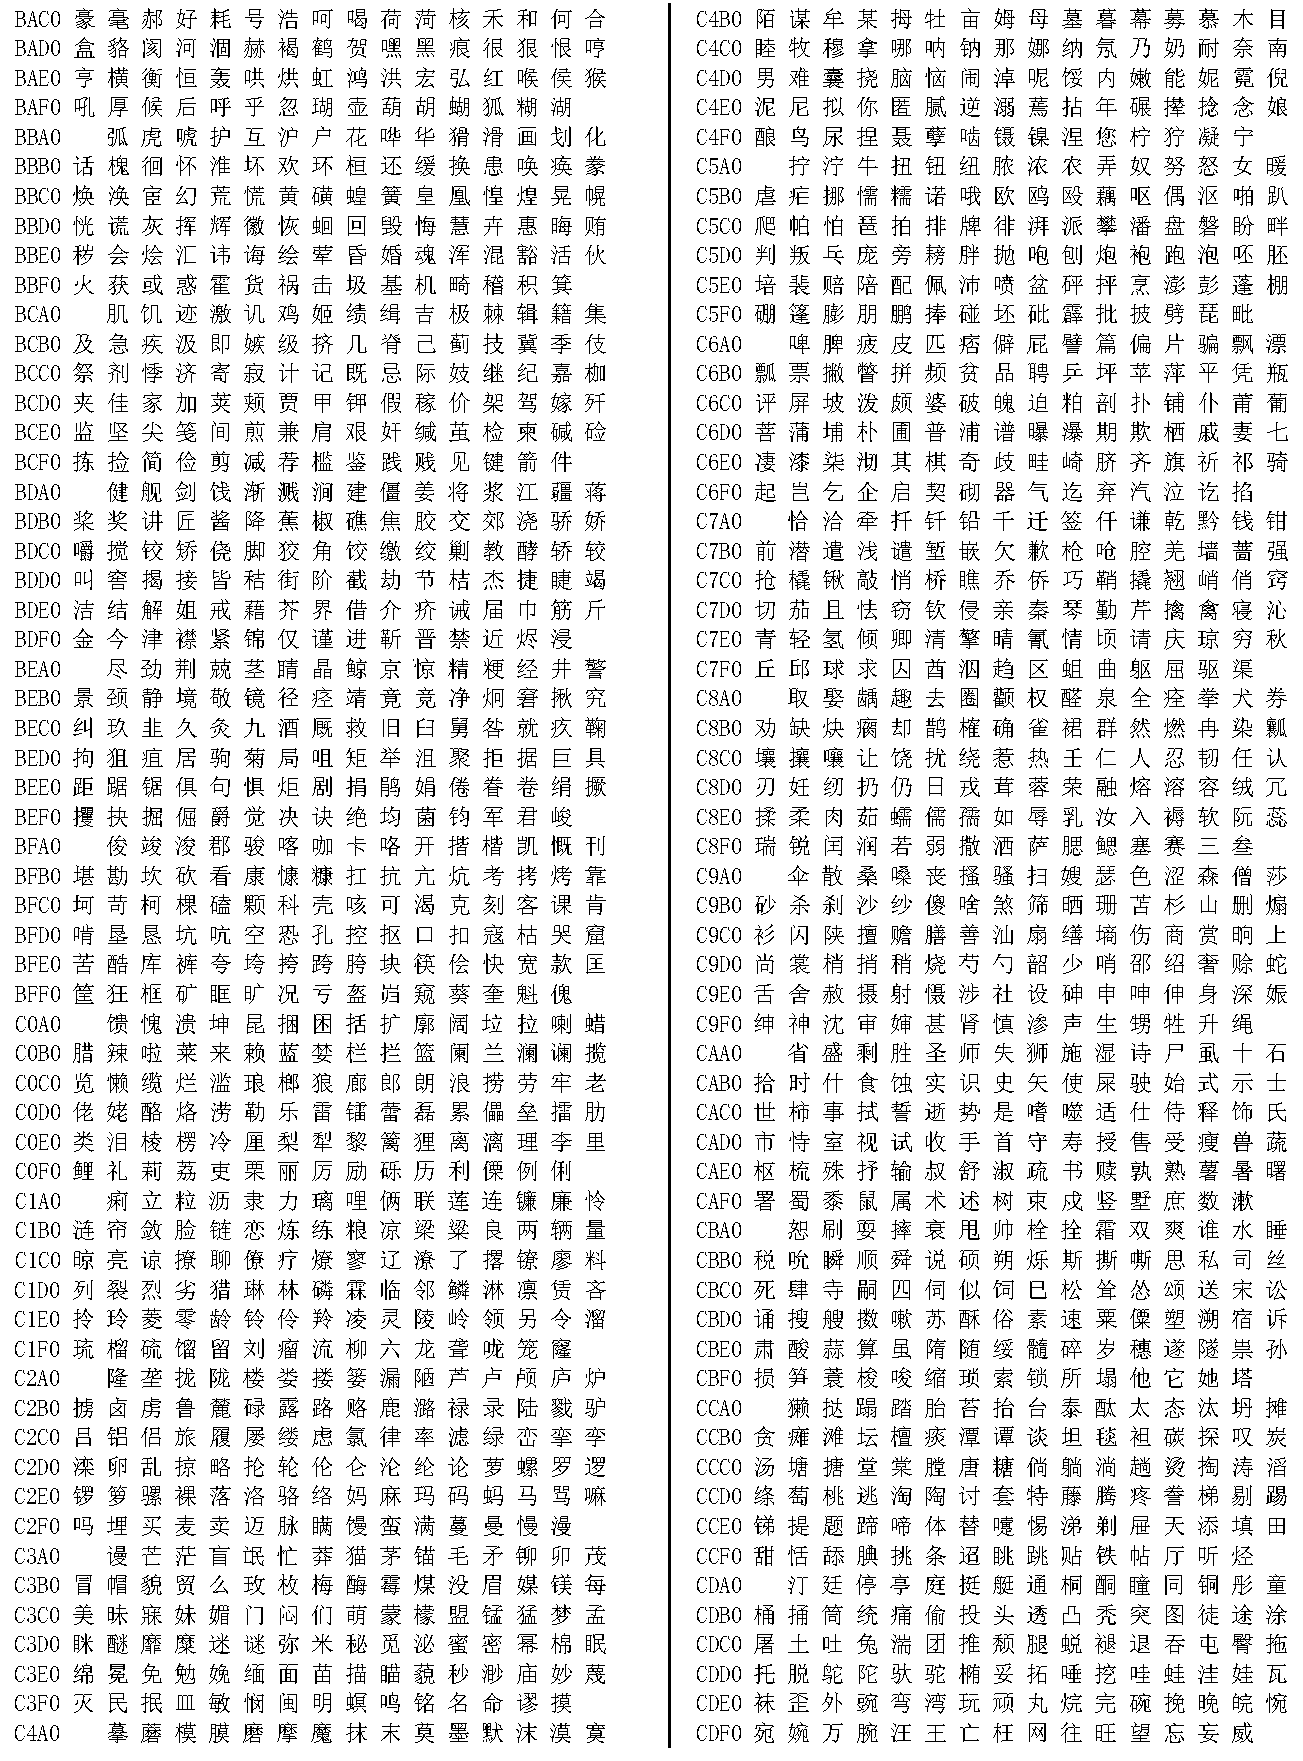 BAC0 豪 毫 郝 好 耗 号 浩 呵 喝 荷 菏 核 禾 和 何 合
BAD0 盒 貉 阂 河 涸 赫 褐 鹤 贺 嘿 黑 痕 很 狠 恨 哼
BAE0 亨 横 衡 恒 轰 哄 烘 虹 鸿 洪 宏 弘 红 喉 侯 猴
BAF0 吼 厚 候 后 呼 乎 忽 瑚 壶 葫 胡 蝴 狐 糊 湖
BBA0 弧 虎 唬 护 互 沪 户 花 哗 华 猾 滑 画 划 化
BBB0 话 槐 徊 怀 淮 坏 欢 环 桓 还 缓 换 患 唤 痪 豢
BBC0 焕 涣 宦 幻 荒 慌 黄 磺 蝗 簧 皇 凰 惶 煌 晃 幌
BBD0 恍 谎 灰 挥 辉 徽 恢 蛔 回 毁 悔 慧 卉 惠 晦 贿
BBE0 秽 会 烩 汇 讳 诲 绘 荤 昏 婚 魂 浑 混 豁 活 伙
BBF0 火 获 或 惑 霍 货 祸 击 圾 基 机 畸 稽 积 箕
BCA0 肌 饥 迹 激 讥 鸡 姬 绩 缉 吉 极 棘 辑 籍 集
BCB0 及 急 疾 汲 即 嫉 级 挤 几 脊 己 蓟 技 冀 季 伎
BCC0 祭 剂 悸 济 寄 寂 计 记 既 忌 际 妓 继 纪 嘉 枷
BCD0 夹 佳 家 加 荚 颊 贾 甲 钾 假 稼 价 架 驾 嫁 歼
BCE0 监 坚 尖 笺 间 煎 兼 肩 艰 奸 缄 茧 检 柬 碱 硷
BCF0 拣 捡 简 俭 剪 减 荐 槛 鉴 践 贱 见 键 箭 件
BDA0 健 舰 剑 饯 渐 溅 涧 建 僵 姜 将 浆 江 疆 蒋
BDB0 桨 奖 讲 匠 酱 降 蕉 椒 礁 焦 胶 交 郊 浇 骄 娇
BDC0 嚼 搅 铰 矫 侥 脚 狡 角 饺 缴 绞 剿 教 酵 轿 较
BDD0 叫 窖 揭 接 皆 秸 街 阶 截 劫 节 桔 杰 捷 睫 竭
BDE0 洁 结 解 姐 戒 藉 芥 界 借 介 疥 诫 届 巾 筋 斤
BDF0 金 今 津 襟 紧 锦 仅 谨 进 靳 晋 禁 近 烬 浸
BEA0 尽 劲 荆 兢 茎 睛 晶 鲸 京 惊 精 粳 经 井 警
BEB0 景 颈 静 境 敬 镜 径 痉 靖 竟 竞 净 炯 窘 揪 究
BEC0 纠 玖 韭 久 灸 九 酒 厩 救 旧 臼 舅 咎 就 疚 鞠
BED0 拘 狙 疽 居 驹 菊 局 咀 矩 举 沮 聚 拒 据 巨 具
BEE0 距 踞 锯 俱 句 惧 炬 剧 捐 鹃 娟 倦 眷 卷 绢 撅
BEF0 攫 抉 掘 倔 爵 觉 决 诀 绝 均 菌 钧 军 君 峻
BFA0 俊 竣 浚 郡 骏 喀 咖 卡 咯 开 揩 楷 凯 慨 刊
BFB0 堪 勘 坎 砍 看 康 慷 糠 扛 抗 亢 炕 考 拷 烤 靠
BFC0 坷 苛 柯 棵 磕 颗 科 壳 咳 可 渴 克 刻 客 课 肯
BFD0 啃 垦 恳 坑 吭 空 恐 孔 控 抠 口 扣 寇 枯 哭 窟
BFE0 苦 酷 库 裤 夸 垮 挎 跨 胯 块 筷 侩 快 宽 款 匡
BFF0 筐 狂 框 矿 眶 旷 况 亏 盔 岿 窥 葵 奎 魁 傀
C0A0 馈 愧 溃 坤 昆 捆 困 括 扩 廓 阔 垃 拉 喇 蜡
C0B0 腊 辣 啦 莱 来 赖 蓝 婪 栏 拦 篮 阑 兰 澜 谰 揽
C0C0 览 懒 缆 烂 滥 琅 榔 狼 廊 郎 朗 浪 捞 劳 牢 老
C0D0 佬 姥 酪 烙 涝 勒 乐 雷 镭 蕾 磊 累 儡 垒 擂 肋
C0E0 类 泪 棱 楞 冷 厘 梨 犁 黎 篱 狸 离 漓 理 李 里
C0F0 鲤 礼 莉 荔 吏 栗 丽 厉 励 砾 历 利 傈 例 俐
C1A0 痢 立 粒 沥 隶 力 璃 哩 俩 联 莲 连 镰 廉 怜
C1B0 涟 帘 敛 脸 链 恋 炼 练 粮 凉 梁 粱 良 两 辆 量
C1C0 晾 亮 谅 撩 聊 僚 疗 燎 寥 辽 潦 了 撂 镣 廖 料
C1D0 列 裂 烈 劣 猎 琳 林 磷 霖 临 邻 鳞 淋 凛 赁 吝
C1E0 拎 玲 菱 零 龄 铃 伶 羚 凌 灵 陵 岭 领 另 令 溜
C1F0 琉 榴 硫 馏 留 刘 瘤 流 柳 六 龙 聋 咙 笼 窿
C2A0 隆 垄 拢 陇 楼 娄 搂 篓 漏 陋 芦 卢 颅 庐 炉
C2B0 掳 卤 虏 鲁 麓 碌 露 路 赂 鹿 潞 禄 录 陆 戮 驴
C2C0 吕 铝 侣 旅 履 屡 缕 虑 氯 律 率 滤 绿 峦 挛 孪
C2D0 滦 卵 乱 掠 略 抡 轮 伦 仑 沦 纶 论 萝 螺 罗 逻
C2E0 锣 箩 骡 裸 落 洛 骆 络 妈 麻 玛 码 蚂 马 骂 嘛
C2F0 吗 埋 买 麦 卖 迈 脉 瞒 馒 蛮 满 蔓 曼 慢 漫
C3A0 谩 芒 茫 盲 氓 忙 莽 猫 茅 锚 毛 矛 铆 卯 茂
C3B0 冒 帽 貌 贸 么 玫 枚 梅 酶 霉 煤 没 眉 媒 镁 每
C3C0 美 昧 寐 妹 媚 门 闷 们 萌 蒙 檬 盟 锰 猛 梦 孟
C3D0 眯 醚 靡 糜 迷 谜 弥 米 秘 觅 泌 蜜 密 幂 棉 眠
C3E0 绵 冕 免 勉 娩 缅 面 苗 描 瞄 藐 秒 渺 庙 妙 蔑
C3F0 灭 民 抿 皿 敏 悯 闽 明 螟 鸣 铭 名 命 谬 摸
C4A0 摹 蘑 模 膜 磨 摩 魔 抹 末 莫 墨 默 沫 漠 寞
C4B0 陌 谋 牟 某 拇 牡 亩 姆 母 墓 暮 幕 募 慕 木 目
C4C0 睦 牧 穆 拿 哪 呐 钠 那 娜 纳 氖 乃 奶 耐 奈 南
C4D0 男 难 囊 挠 脑 恼 闹 淖 呢 馁 内 嫩 能 妮 霓 倪
C4E0 泥 尼 拟 你 匿 腻 逆 溺 蔫 拈 年 碾 撵 捻 念 娘
C4F0 酿 鸟 尿 捏 聂 孽 啮 镊 镍 涅 您 柠 狞 凝 宁
C5A0 拧 泞 牛 扭 钮 纽 脓 浓 农 弄 奴 努 怒 女 暖
C5B0 虐 疟 挪 懦 糯 诺 哦 欧 鸥 殴 藕 呕 偶 沤 啪 趴
C5C0 爬 帕 怕 琶 拍 排 牌 徘 湃 派 攀 潘 盘 磐 盼 畔
C5D0 判 叛 乓 庞 旁 耪 胖 抛 咆 刨 炮 袍 跑 泡 呸 胚
C5E0 培 裴 赔 陪 配 佩 沛 喷 盆 砰 抨 烹 澎 彭 蓬 棚
C5F0 硼 篷 膨 朋 鹏 捧 碰 坯 砒 霹 批 披 劈 琵 毗
C6A0 啤 脾 疲 皮 匹 痞 僻 屁 譬 篇 偏 片 骗 飘 漂
C6B0 瓢 票 撇 瞥 拼 频 贫 品 聘 乒 坪 苹 萍 平 凭 瓶
C6C0 评 屏 坡 泼 颇 婆 破 魄 迫 粕 剖 扑 铺 仆 莆 葡
C6D0 菩 蒲 埔 朴 圃 普 浦 谱 曝 瀑 期 欺 栖 戚 妻 七
C6E0 凄 漆 柒 沏 其 棋 奇 歧 畦 崎 脐 齐 旗 祈 祁 骑
C6F0 起 岂 乞 企 启 契 砌 器 气 迄 弃 汽 泣 讫 掐
C7A0 恰 洽 牵 扦 钎 铅 千 迁 签 仟 谦 乾 黔 钱 钳
C7B0 前 潜 遣 浅 谴 堑 嵌 欠 歉 枪 呛 腔 羌 墙 蔷 强
C7C0 抢 橇 锹 敲 悄 桥 瞧 乔 侨 巧 鞘 撬 翘 峭 俏 窍
C7D0 切 茄 且 怯 窃 钦 侵 亲 秦 琴 勤 芹 擒 禽 寝 沁
C7E0 青 轻 氢 倾 卿 清 擎 晴 氰 情 顷 请 庆 琼 穷 秋
C7F0 丘 邱 球 求 囚 酋 泅 趋 区 蛆 曲 躯 屈 驱 渠
C8A0 取 娶 龋 趣 去 圈 颧 权 醛 泉 全 痊 拳 犬 券
C8B0 劝 缺 炔 瘸 却 鹊 榷 确 雀 裙 群 然 燃 冉 染 瓤
C8C0 壤 攘 嚷 让 饶 扰 绕 惹 热 壬 仁 人 忍 韧 任 认
C8D0 刃 妊 纫 扔 仍 日 戎 茸 蓉 荣 融 熔 溶 容 绒 冗
C8E0 揉 柔 肉 茹 蠕 儒 孺 如 辱 乳 汝 入 褥 软 阮 蕊
C8F0 瑞 锐 闰 润 若 弱 撒 洒 萨 腮 鳃 塞 赛 三 叁
C9A0 伞 散 桑 嗓 丧 搔 骚 扫 嫂 瑟 色 涩 森 僧 莎
C9B0 砂 杀 刹 沙 纱 傻 啥 煞 筛 晒 珊 苫 杉 山 删 煽
C9C0 衫 闪 陕 擅 赡 膳 善 汕 扇 缮 墒 伤 商 赏 晌 上
C9D0 尚 裳 梢 捎 稍 烧 芍 勺 韶 少 哨 邵 绍 奢 赊 蛇
C9E0 舌 舍 赦 摄 射 慑 涉 社 设 砷 申 呻 伸 身 深 娠
C9F0 绅 神 沈 审 婶 甚 肾 慎 渗 声 生 甥 牲 升 绳
CAA0 省 盛 剩 胜 圣 师 失 狮 施 湿 诗 尸 虱 十 石
CAB0 拾 时 什 食 蚀 实 识 史 矢 使 屎 驶 始 式 示 士
CAC0 世 柿 事 拭 誓 逝 势 是 嗜 噬 适 仕 侍 释 饰 氏
CAD0 市 恃 室 视 试 收 手 首 守 寿 授 售 受 瘦 兽 蔬
CAE0 枢 梳 殊 抒 输 叔 舒 淑 疏 书 赎 孰 熟 薯 暑 曙
CAF0 署 蜀 黍 鼠 属 术 述 树 束 戍 竖 墅 庶 数 漱
CBA0 恕 刷 耍 摔 衰 甩 帅 栓 拴 霜 双 爽 谁 水 睡
CBB0 税 吮 瞬 顺 舜 说 硕 朔 烁 斯 撕 嘶 思 私 司 丝
CBC0 死 肆 寺 嗣 四 伺 似 饲 巳 松 耸 怂 颂 送 宋 讼
CBD0 诵 搜 艘 擞 嗽 苏 酥 俗 素 速 粟 僳 塑 溯 宿 诉
CBE0 肃 酸 蒜 算 虽 隋 随 绥 髓 碎 岁 穗 遂 隧 祟 孙
CBF0 损 笋 蓑 梭 唆 缩 琐 索 锁 所 塌 他 它 她 塔
CCA0 獭 挞 蹋 踏 胎 苔 抬 台 泰 酞 太 态 汰 坍 摊
CCB0 贪 瘫 滩 坛 檀 痰 潭 谭 谈 坦 毯 袒 碳 探 叹 炭
CCC0 汤 塘 搪 堂 棠 膛 唐 糖 倘 躺 淌 趟 烫 掏 涛 滔
CCD0 绦 萄 桃 逃 淘 陶 讨 套 特 藤 腾 疼 誊 梯 剔 踢
CCE0 锑 提 题 蹄 啼 体 替 嚏 惕 涕 剃 屉 天 添 填 田
CCF0 甜 恬 舔 腆 挑 条 迢 眺 跳 贴 铁 帖 厅 听 烃
CDA0 汀 廷 停 亭 庭 挺 艇 通 桐 酮 瞳 同 铜 彤 童
CDB0 桶 捅 筒 统 痛 偷 投 头 透 凸 秃 突 图 徒 途 涂
CDC0 屠 土 吐 兔 湍 团 推 颓 腿 蜕 褪 退 吞 屯 臀 拖
CDD0 托 脱 鸵 陀 驮 驼 椭 妥 拓 唾 挖 哇 蛙 洼 娃 瓦
CDE0 袜 歪 外 豌 弯 湾 玩 顽 丸 烷 完 碗 挽 晚 皖 惋
CDF0 宛 婉 万 腕 汪 王 亡 枉 网 往 旺 望 忘 妄 威